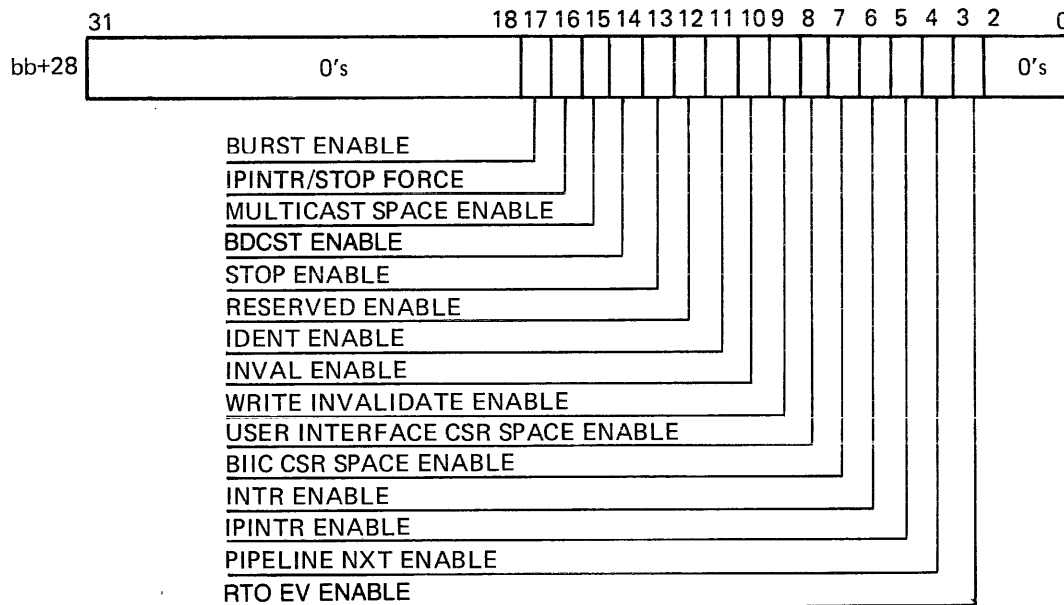 31 18 17 16 15 14 13 12 11 10 9 8 7 6 5 4 3 2 0
bb+28 0's 0's
BURST ENABLE
IPINTR/STOP FORCE
MULTICAST SPACE ENABLE
BDCST ENABLE
STOP ENABLE
RESERVED ENABLE
IDENT ENABLE
INVAL ENABLE
WRITE INVALIDATE ENABLE
USER INTERFACE CSR SPACE ENABLE
BIIC CSR SPACE ENABLE
INTR ENABLE
IPINTR ENABLE
PIPELINE NXT ENABLE
RTO EV ENABLE